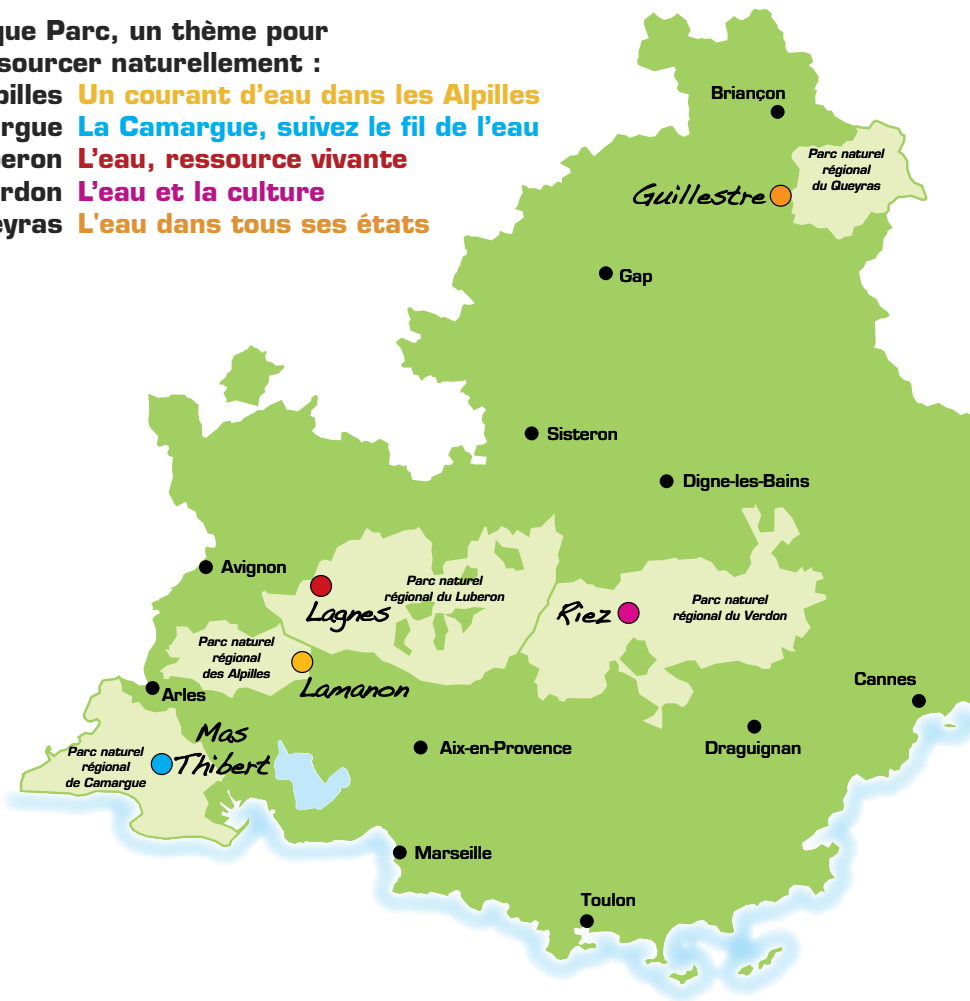 que Parc, un thème pour
sourcer naturellement :
pilles Un courant d'eau dans les Alpilles
rgue La Camargue, suivez le fil de l'eau
eron L'eau, ressource vivante
rdon L'eau et la culture
eyras L'eau dans tous ses états
Briançon
Parc naturel
régional
du Queyras
Guillestre
Gap
Sisteron
Digne-les-Bains
Avignon
Parc naturel
régional du Luberon
Lagnes
Riez
Parc naturel
régional du Verdon
Parc naturel
régional
des Alpilles
Lamanon
Arles
Cannes
Mas
Thibert
Parc naturel
régional
de Camargue
Aix-en-Provence
Draguignan
Marseille
Toulon